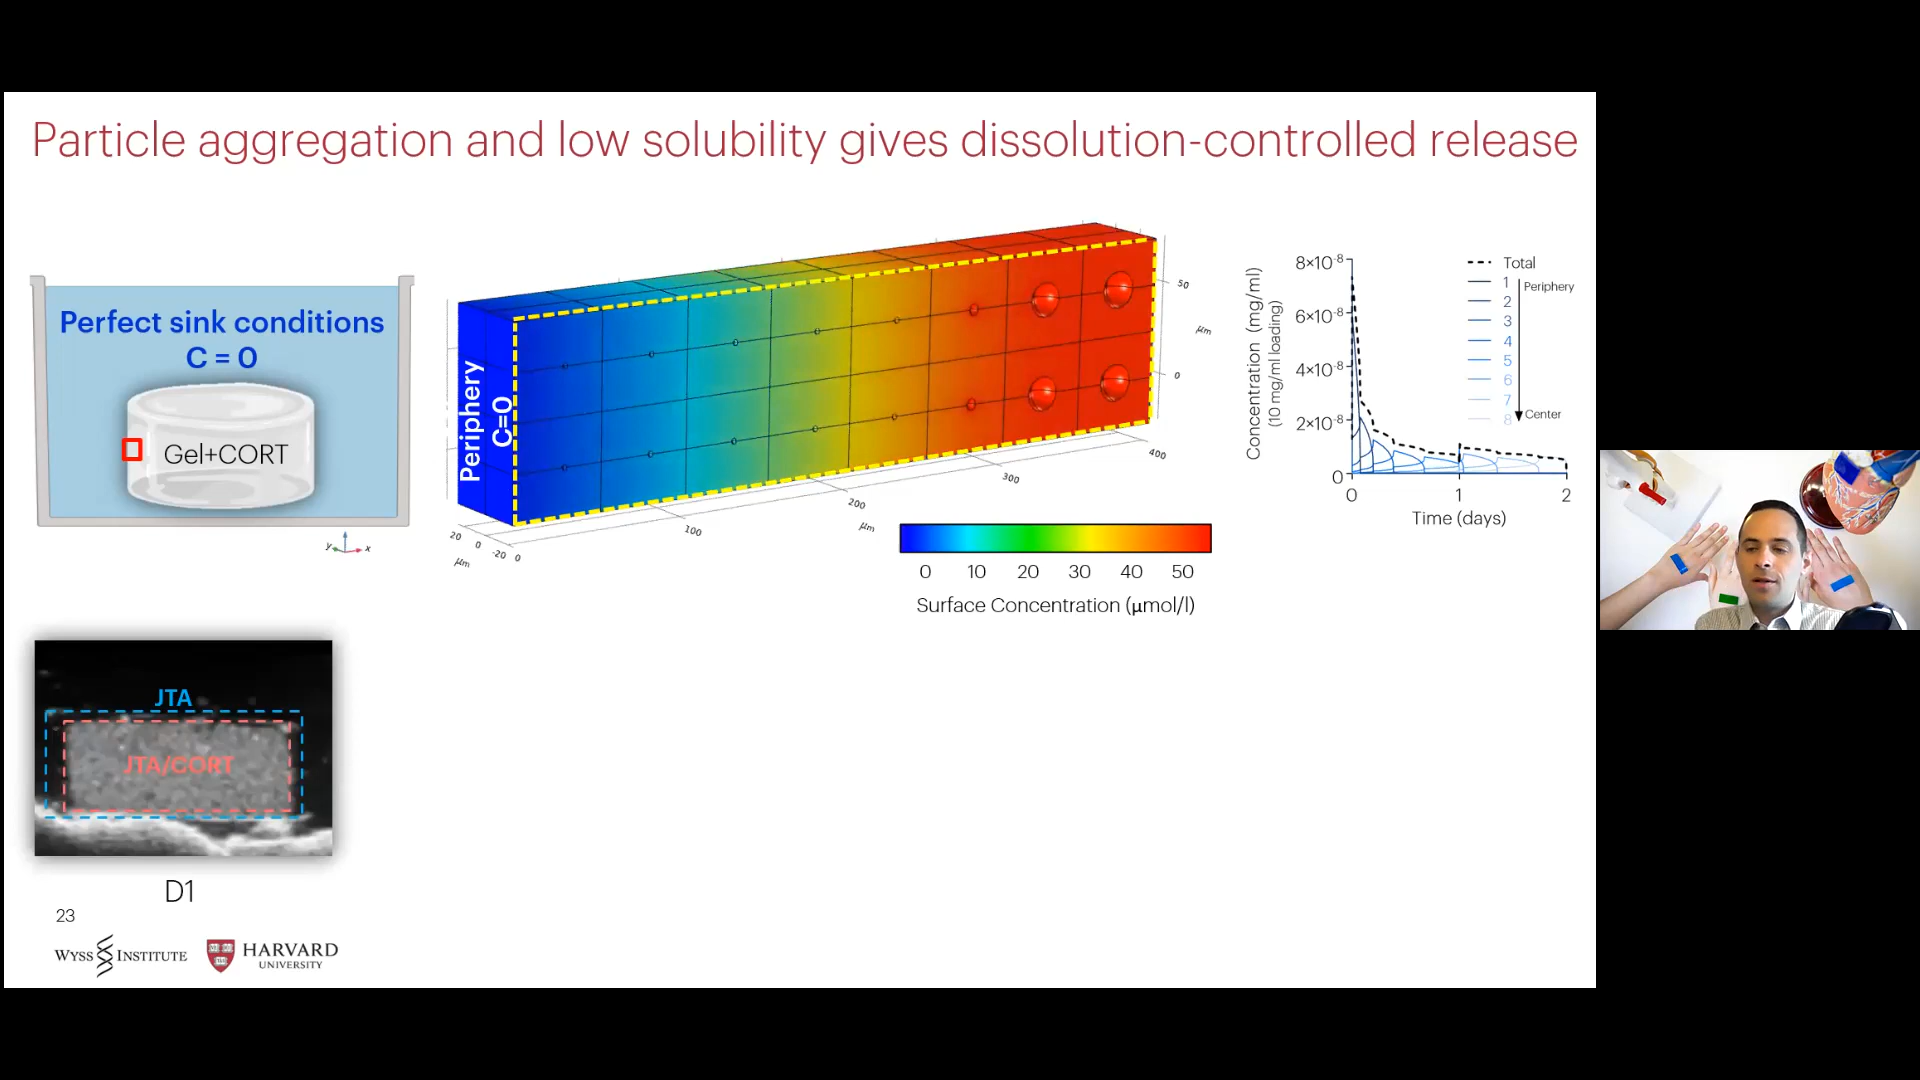 Particle aggregation and low solubility gives dissolution-controlled release
Perfect sink conditions
C = 0
Gel+CORT
y
x
Periphery
C=0
20
0
-20
μm
0
100
200
μm
300
400
50
μm
0
0
10
20
30
40
50
Surface Concentration (μmol/l)
Concentration (mg/ml)
(10 mg/ml loading)
8×10-8
6×10-8
4×10-8
2×10-8
0
0
1
2
Time (days)
Total
1
2
3
4
5
6
7
8
Periphery
Center
JTA
JTA/CORT
D1
23
WYSS INSTITUTE
HARVARD
UNIVERSITY